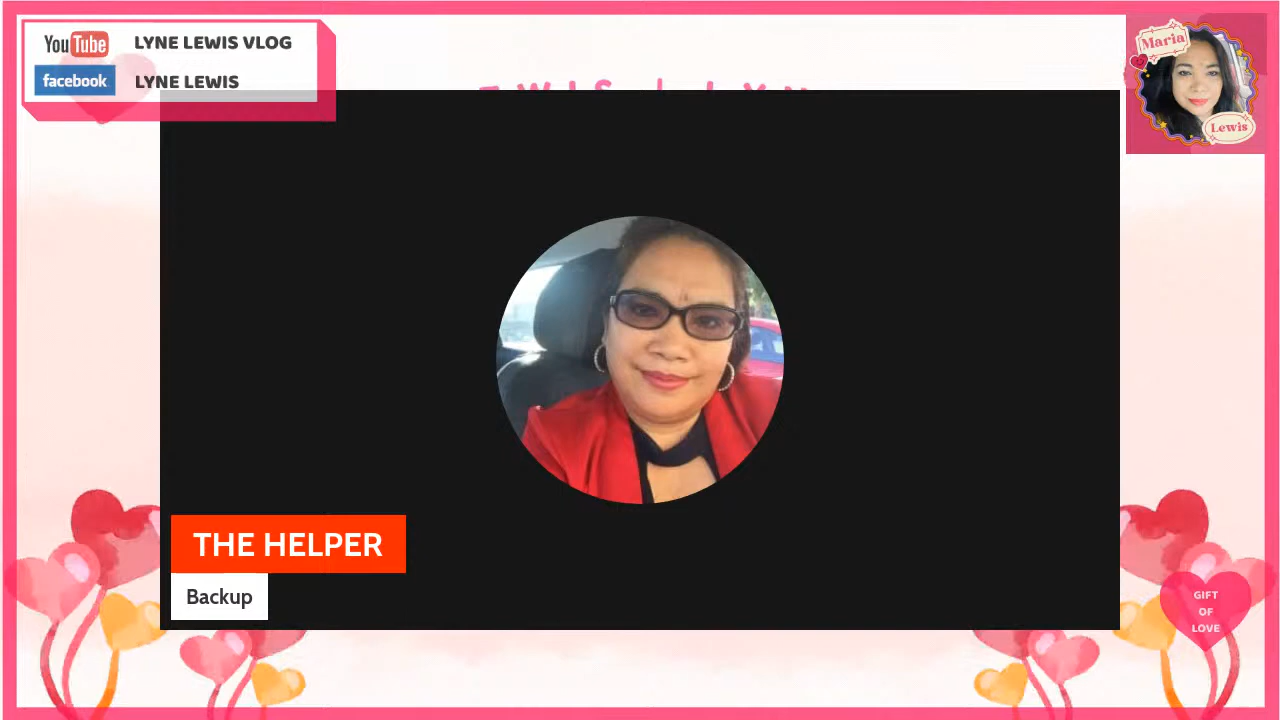 YouTube LYNE LEWIS VLOG
facebook LYNE LEWIS
Maria
Lewis
THE HELPER
Backup
GIFT
OF
LOVE